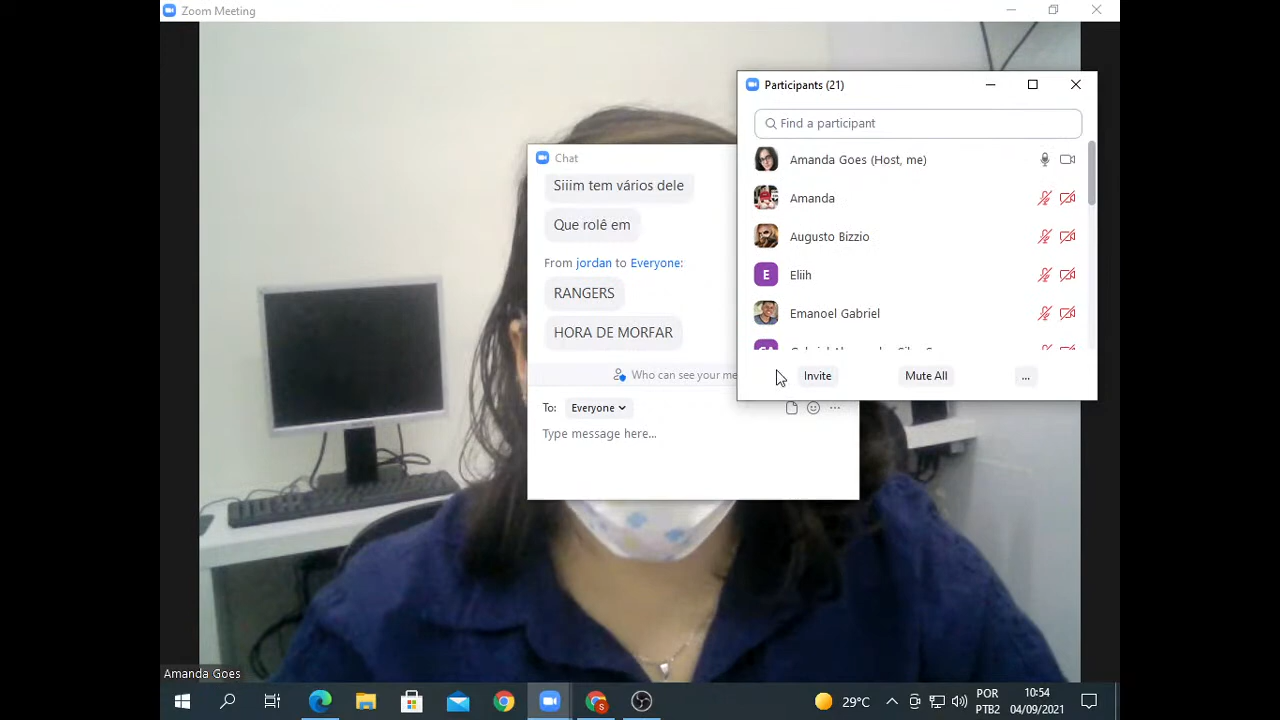 Zoom Meeting
Participants (21)
Find a participant
Amanda Goes (Host, me)
Amanda
Augusto Bizzio
E
Eliih
Emanoel Gabriel
Invite
Mute All
...
Chat
Siiim tem vários dele
Que rolê em
From jordan to Everyone:
RANGERS
HORA DE MORFAR
Who can see your me
To: Everyone
Type message here...
Amanda Goes
S
29°C
POR
PTB2
10:54
04/09/2021